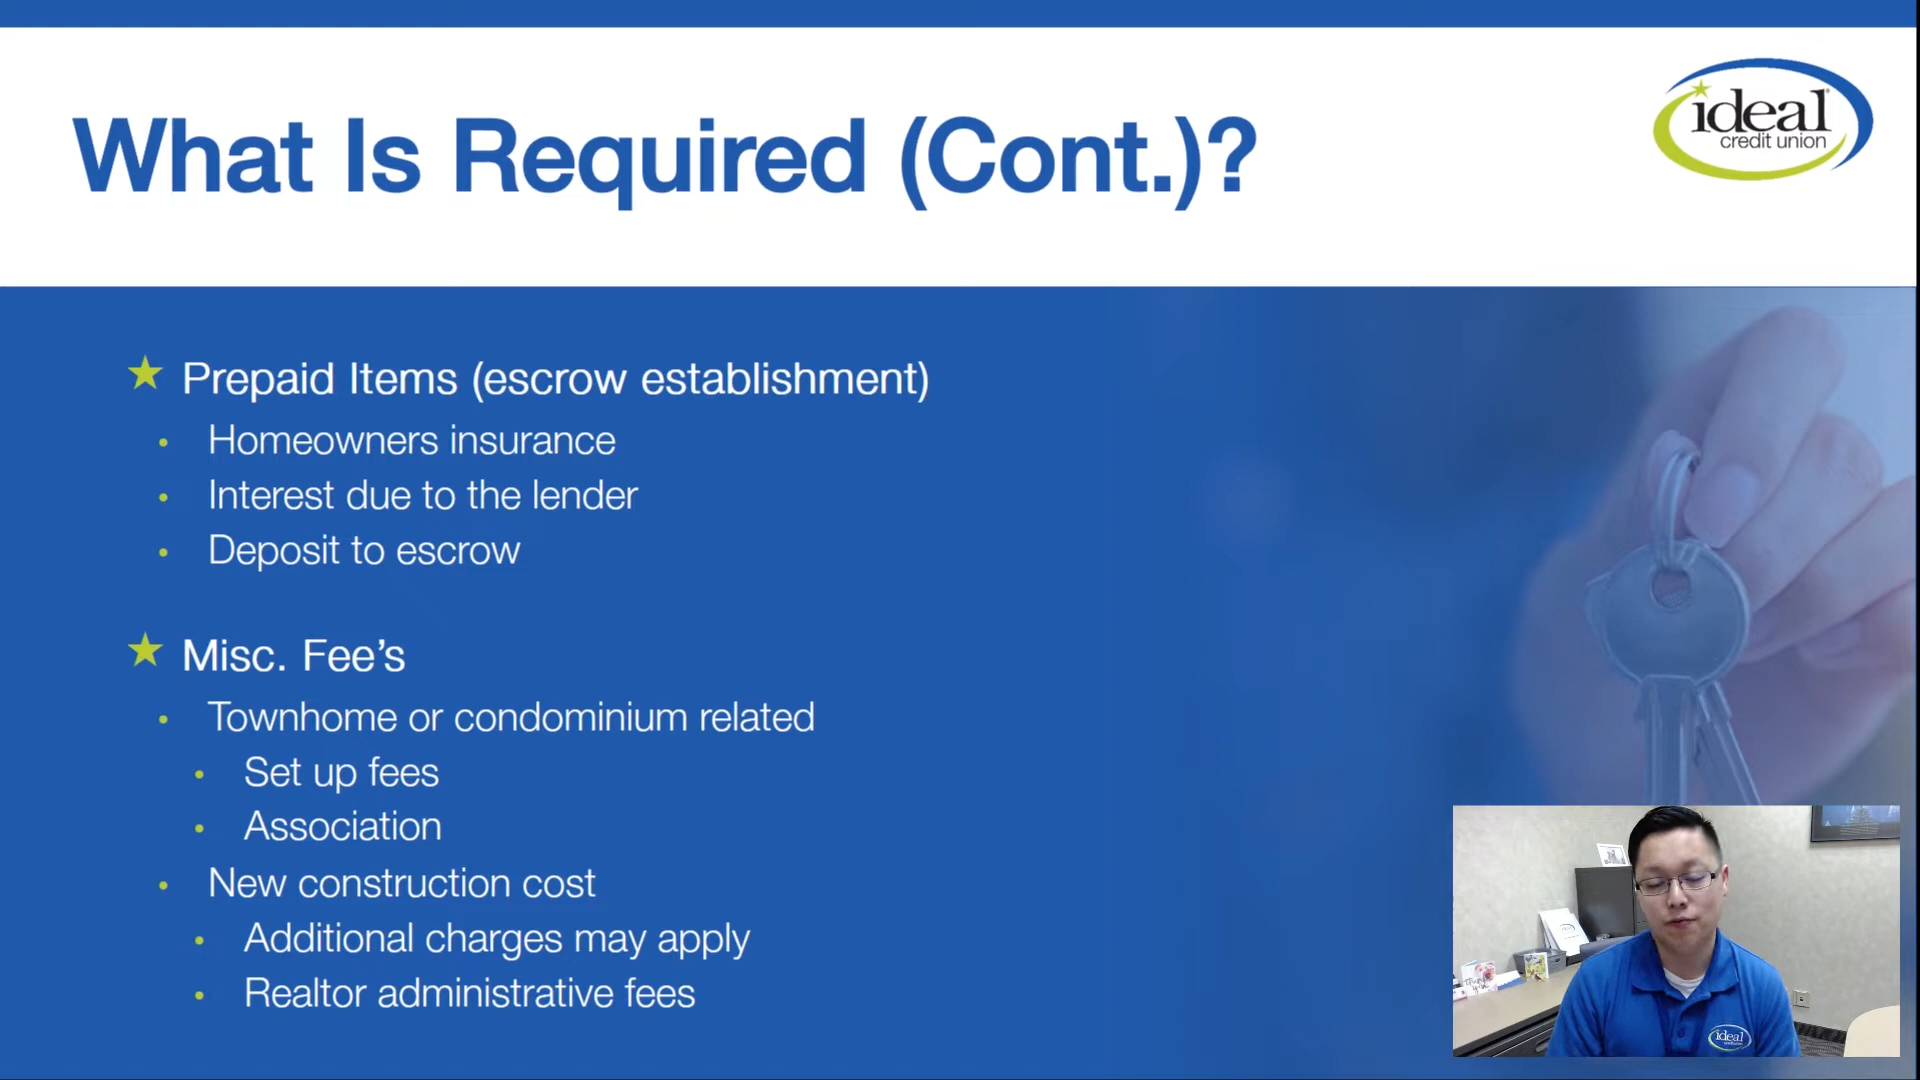 What Is Required (Cont.)?
ideal
credit union
Prepaid Items (escrow establishment)
Homeowners insurance
Interest due to the lender
Deposit to escrow
Misc. Fee's
Townhome or condominium related
Set up fees
Association
New construction cost
Additional charges may apply
Realtor administrative fees
ideal